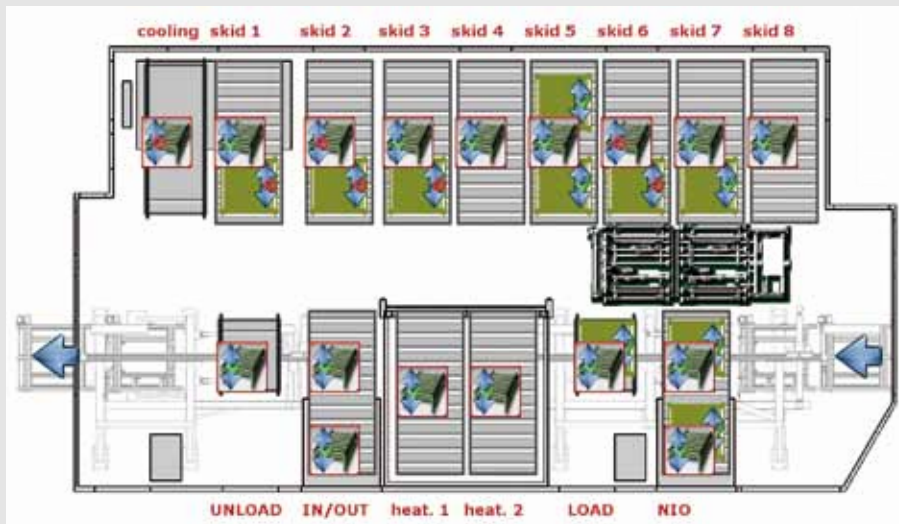 cooling skid 1 skid 2 skid 3 skid 4 skid 5 skid 6 skid 7 skid 8
UNLOAD IN/OUT heat. 1 heat. 2 LOAD NIO